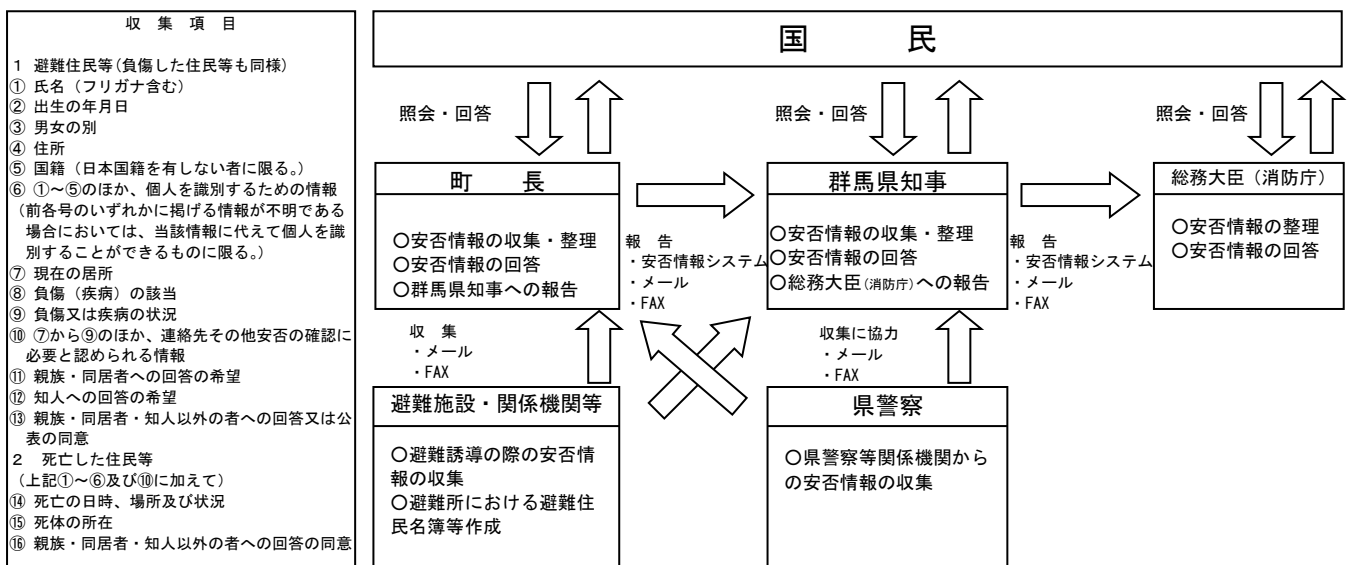 収 集 項 目
1 避難住民等(負傷した住民等も同様)
① 氏名（フリガナ含む）
② 出生の年月日
③ 男女の別
④ 住所
⑤ 国籍（日本国籍を有しない者に限る。）
⑥ ①～⑤のほか、個人を識別するための情報
（前各号のいずれかに掲げる情報が不明である
場合においては、当該情報に代えて個人を識
別することができるものに限る。）
⑦ 現在の居所
⑧ 負傷（疾病）の該当
⑨ 負傷又は疾病の状況
⑩ ⑦から⑨のほか、連絡先その他安否の確認に
必要と認められる情報
⑪ 親族・同居者への回答の希望
⑫ 知人への回答の希望
⑬ 親族・同居者・知人以外の者への回答又は公
表の同意
2 死亡した住民等
（上記①～⑥及び⑩に加えて）
⑭ 死亡の日時、場所及び状況
⑮ 死体の所在
⑯ 親族・同居者・知人以外の者への回答の同意
国 民
照会・回答
照会・回答
照会・回答
町 長
○安否情報の収集・整理
○安否情報の回答
○群馬県知事への報告
報 告
・安否情報システム
・メール
・FAX
群馬県知事
○安否情報の収集・整理
○安否情報の回答
○総務大臣(消防庁)への報告
報 告
・安否情報システム
・メール
・FAX
総務大臣（消防庁）
○安否情報の整理
○安否情報の回答
収 集
・メール
・FAX
収集に協力
・メール
・FAX
避難施設・関係機関等
○避難誘導の際の安否情
報の収集
○避難所における避難住
民名簿等作成
県警察
○県警察等関係機関から
の安否情報の収集